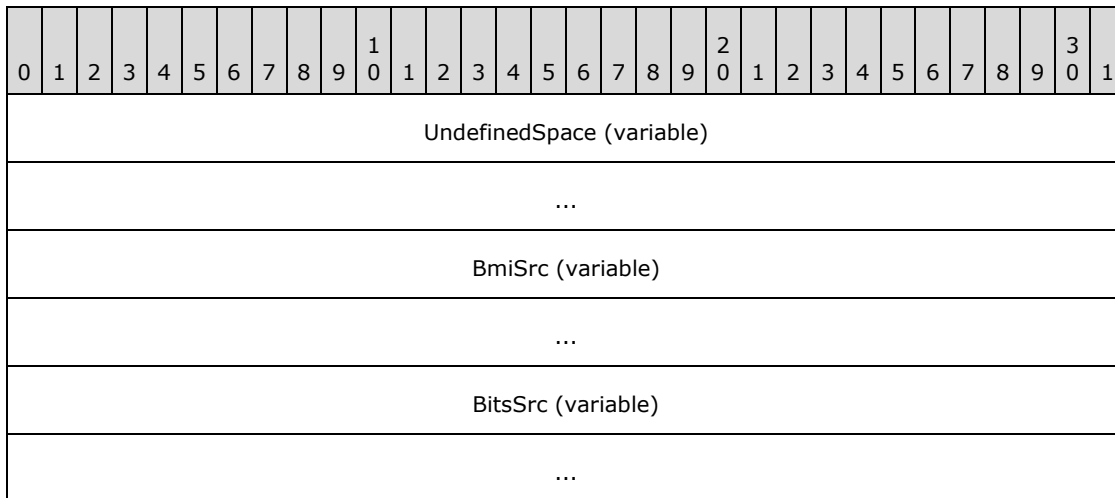 1 2 3
0 1 2 3 4 5 6 7 8 9 0 1 2 3 4 5 6 7 8 9 0 1 2 3 4 5 6 7 8 9 0 1
UndefinedSpace (variable)
...
BmiSrc (variable)
...
BitsSrc (variable)
...